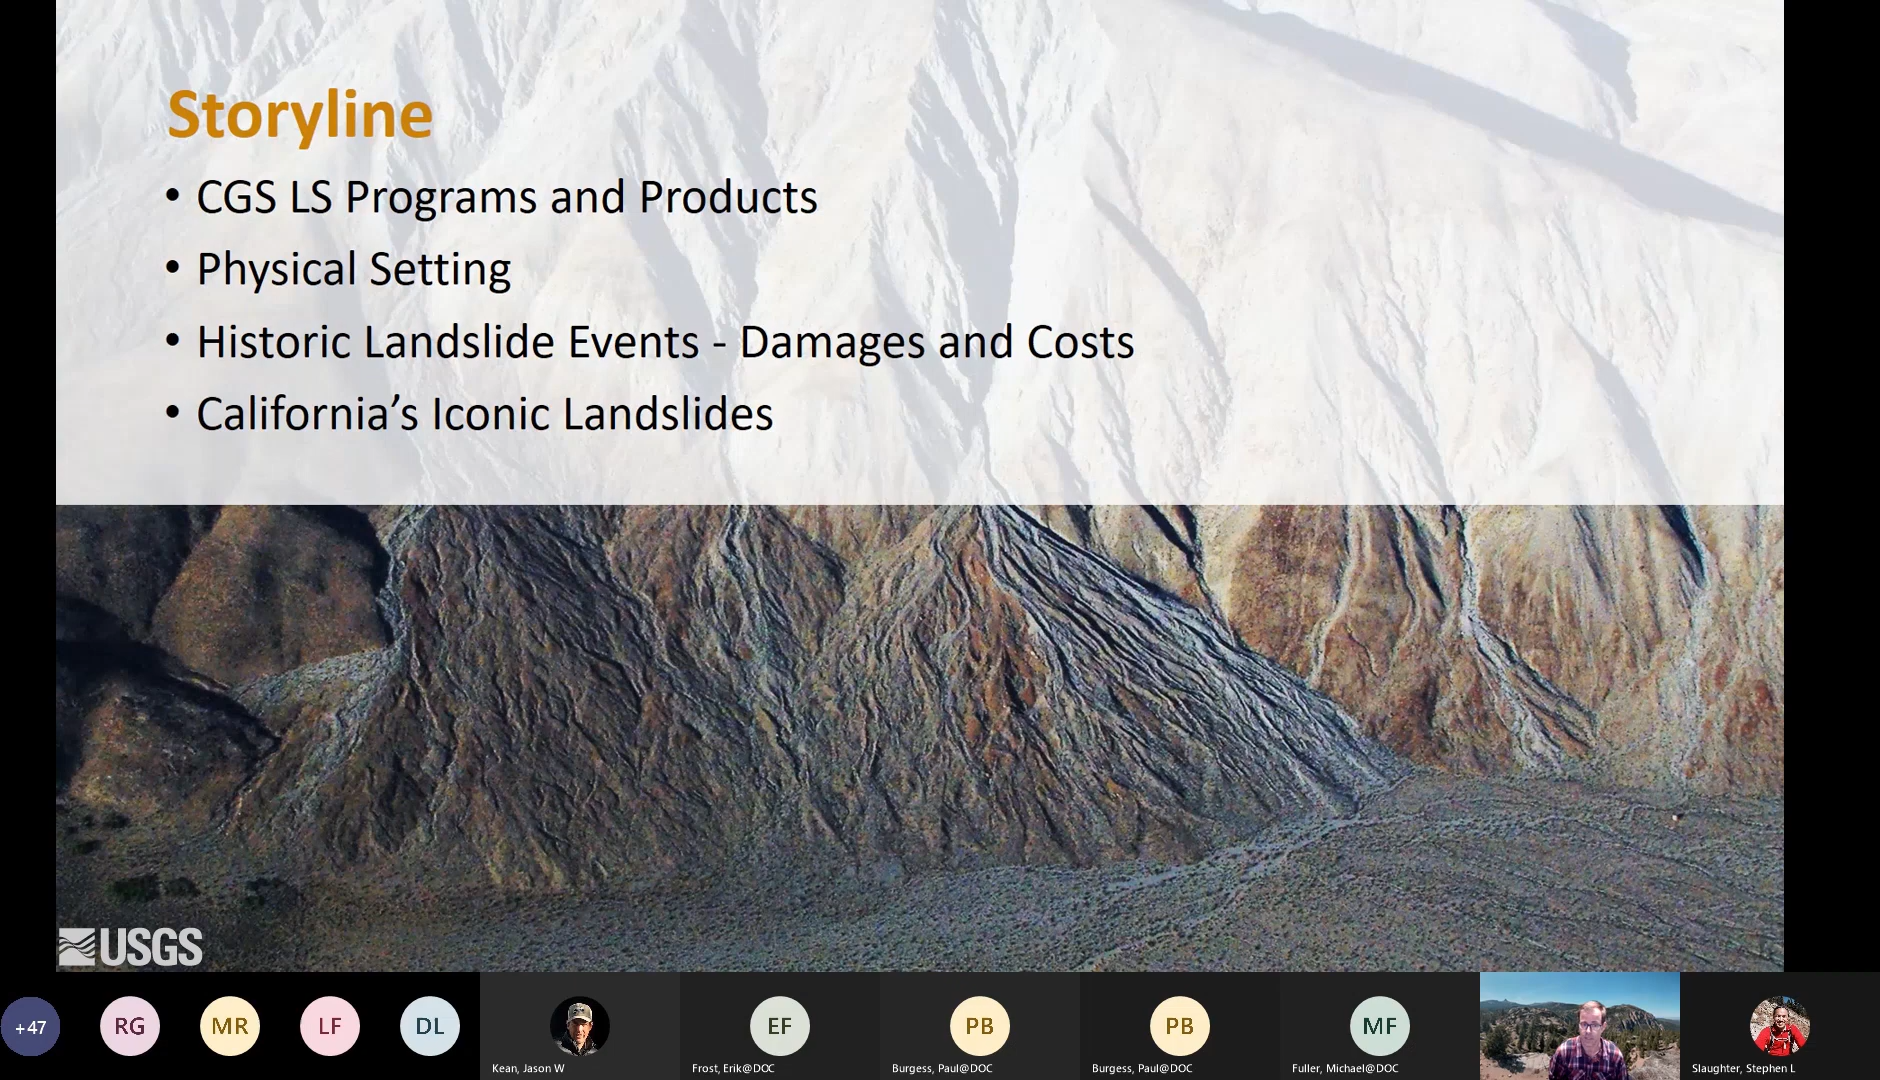 Storyline
• CGS LS Programs and Products
• Physical Setting
• Historic Landslide Events - Damages and Costs
• California’s Iconic Landslides
USGS
+47
RG
MR
LF
DL
Kean, Jason W
EF
Frost, Erik@DOC
PB
Burgess, Paul@DOC
PB
Burgess, Paul@DOC
MF
Fuller, Michael@DOC
Slaughter, Stephen L